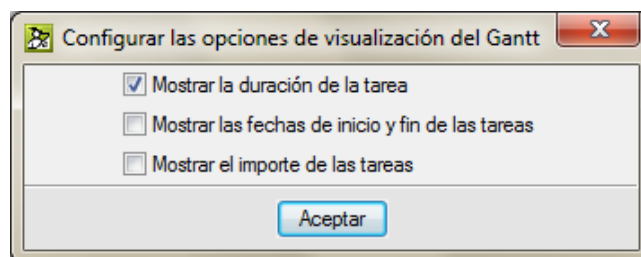 Configurar las opciones de visualización del Gantt
Mostrar la duración de la tarea
Mostrar las fechas de inicio y fin de las tareas
Mostrar el importe de las tareas
Aceptar